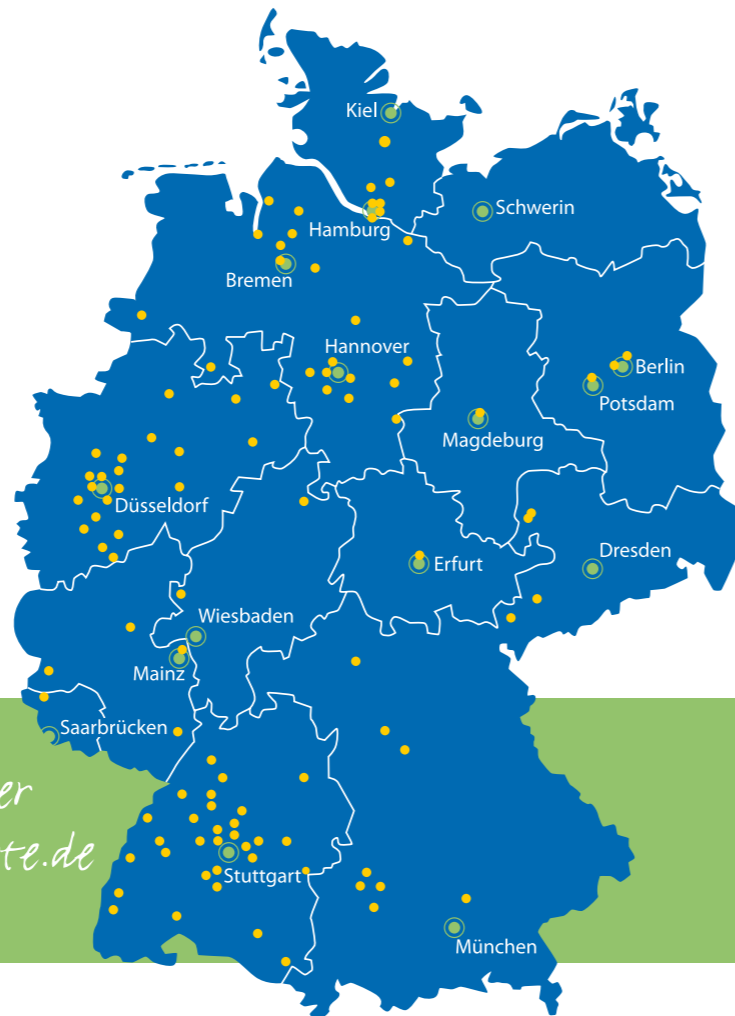 Kiel
Schwerin
Hamburg
Bremen
Hannover
Berlin
Potsdam
Magdeburg
Düsseldorf
Dresden
Erfurt
Wiesbaden
Mainz
Saarbrücken
Stuttgart
München